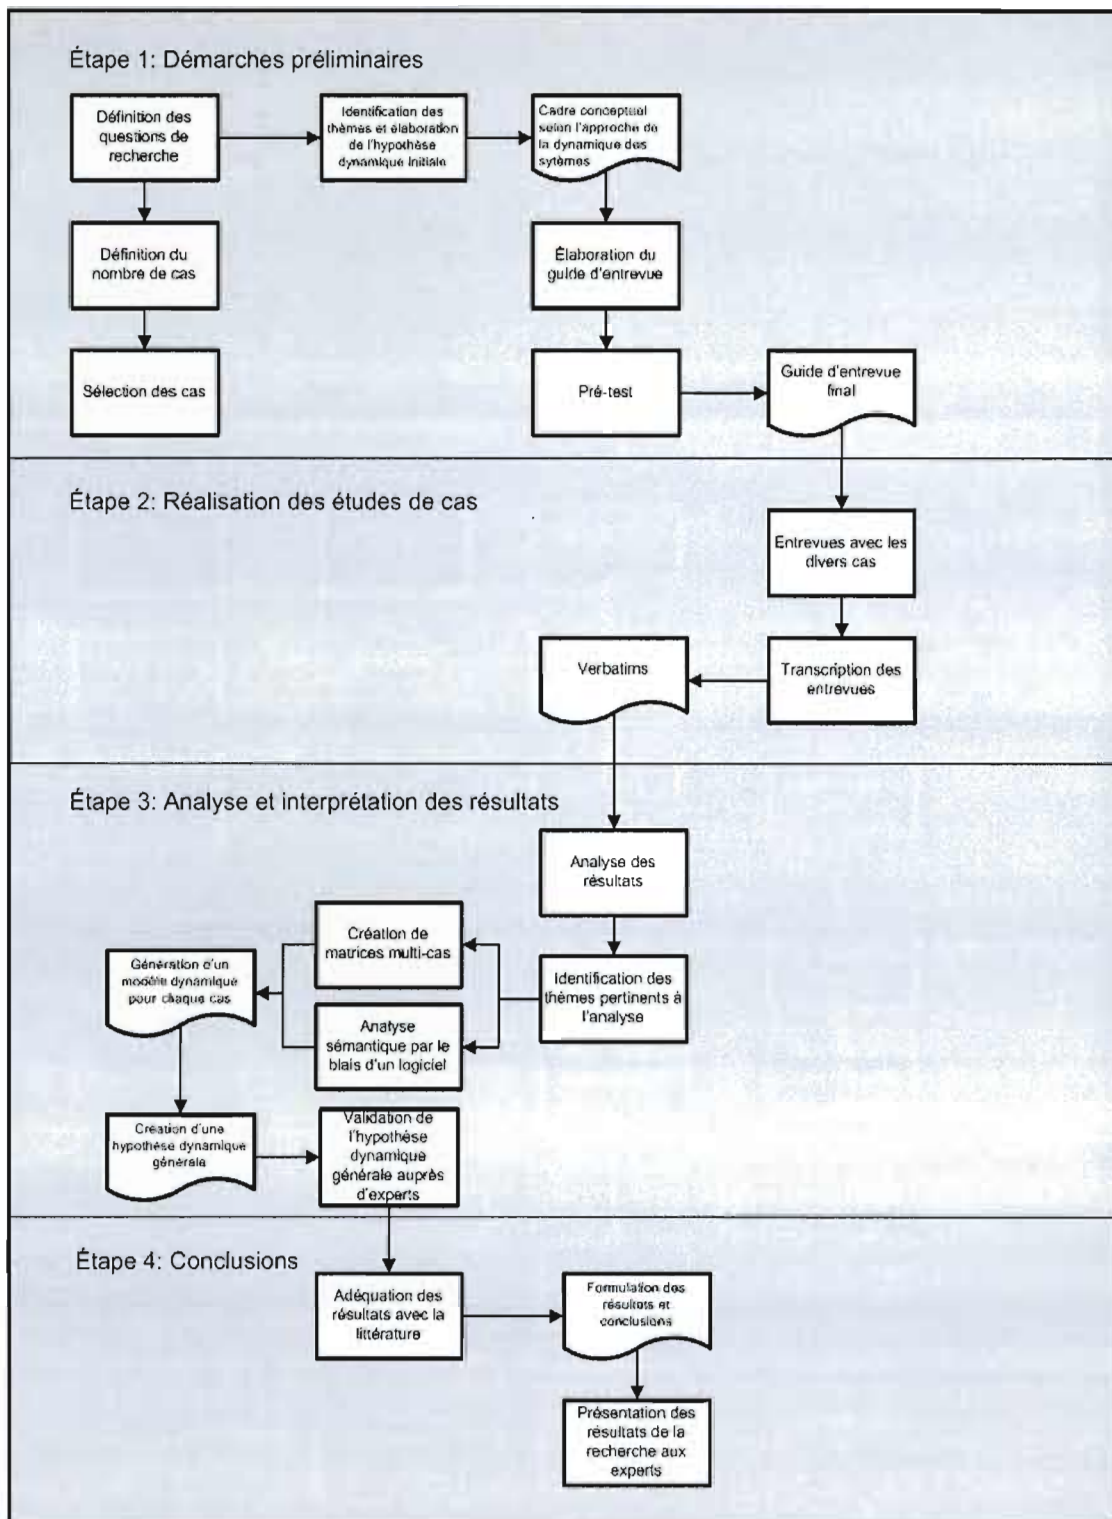 Étape 1: Démarches préliminaires
Définition des
questions de
recherche
Identification des
thèmes et élaboration
de l'hypothèse
dynamique initiale
Cadre conceptuel
selon l'approche de
la dynamique des
sytèmes
Définition du
nombre de cas
Élaboration du
guide d'entrevue
Sélection des cas
Pré-test
Guide d'entrevue
final
Étape 2: Réalisation des études de cas
Entrevues avec les
divers cas
Verbatims
Transcription des
entrevues
Étape 3: Analyse et interprétation des résultats
Analyse des
résultats
Création de
matrices multi-cas
Génération d'un
modèle dynamique
pour chaque cas
Identification des
thèmes pertinents à
l'analyse
Analyse
sémantique par le
biais d'un logiciel
Création d'une
hypothèse dynamique
générale
Validation de
l'hypothèse
dynamique
générale auprès
d'experts
Étape 4: Conclusions
Adéquation des
résultats avec la
littérature
Formulation des
résultats et
conclusions
Présentation des
résultats de la
recherche aux
experts